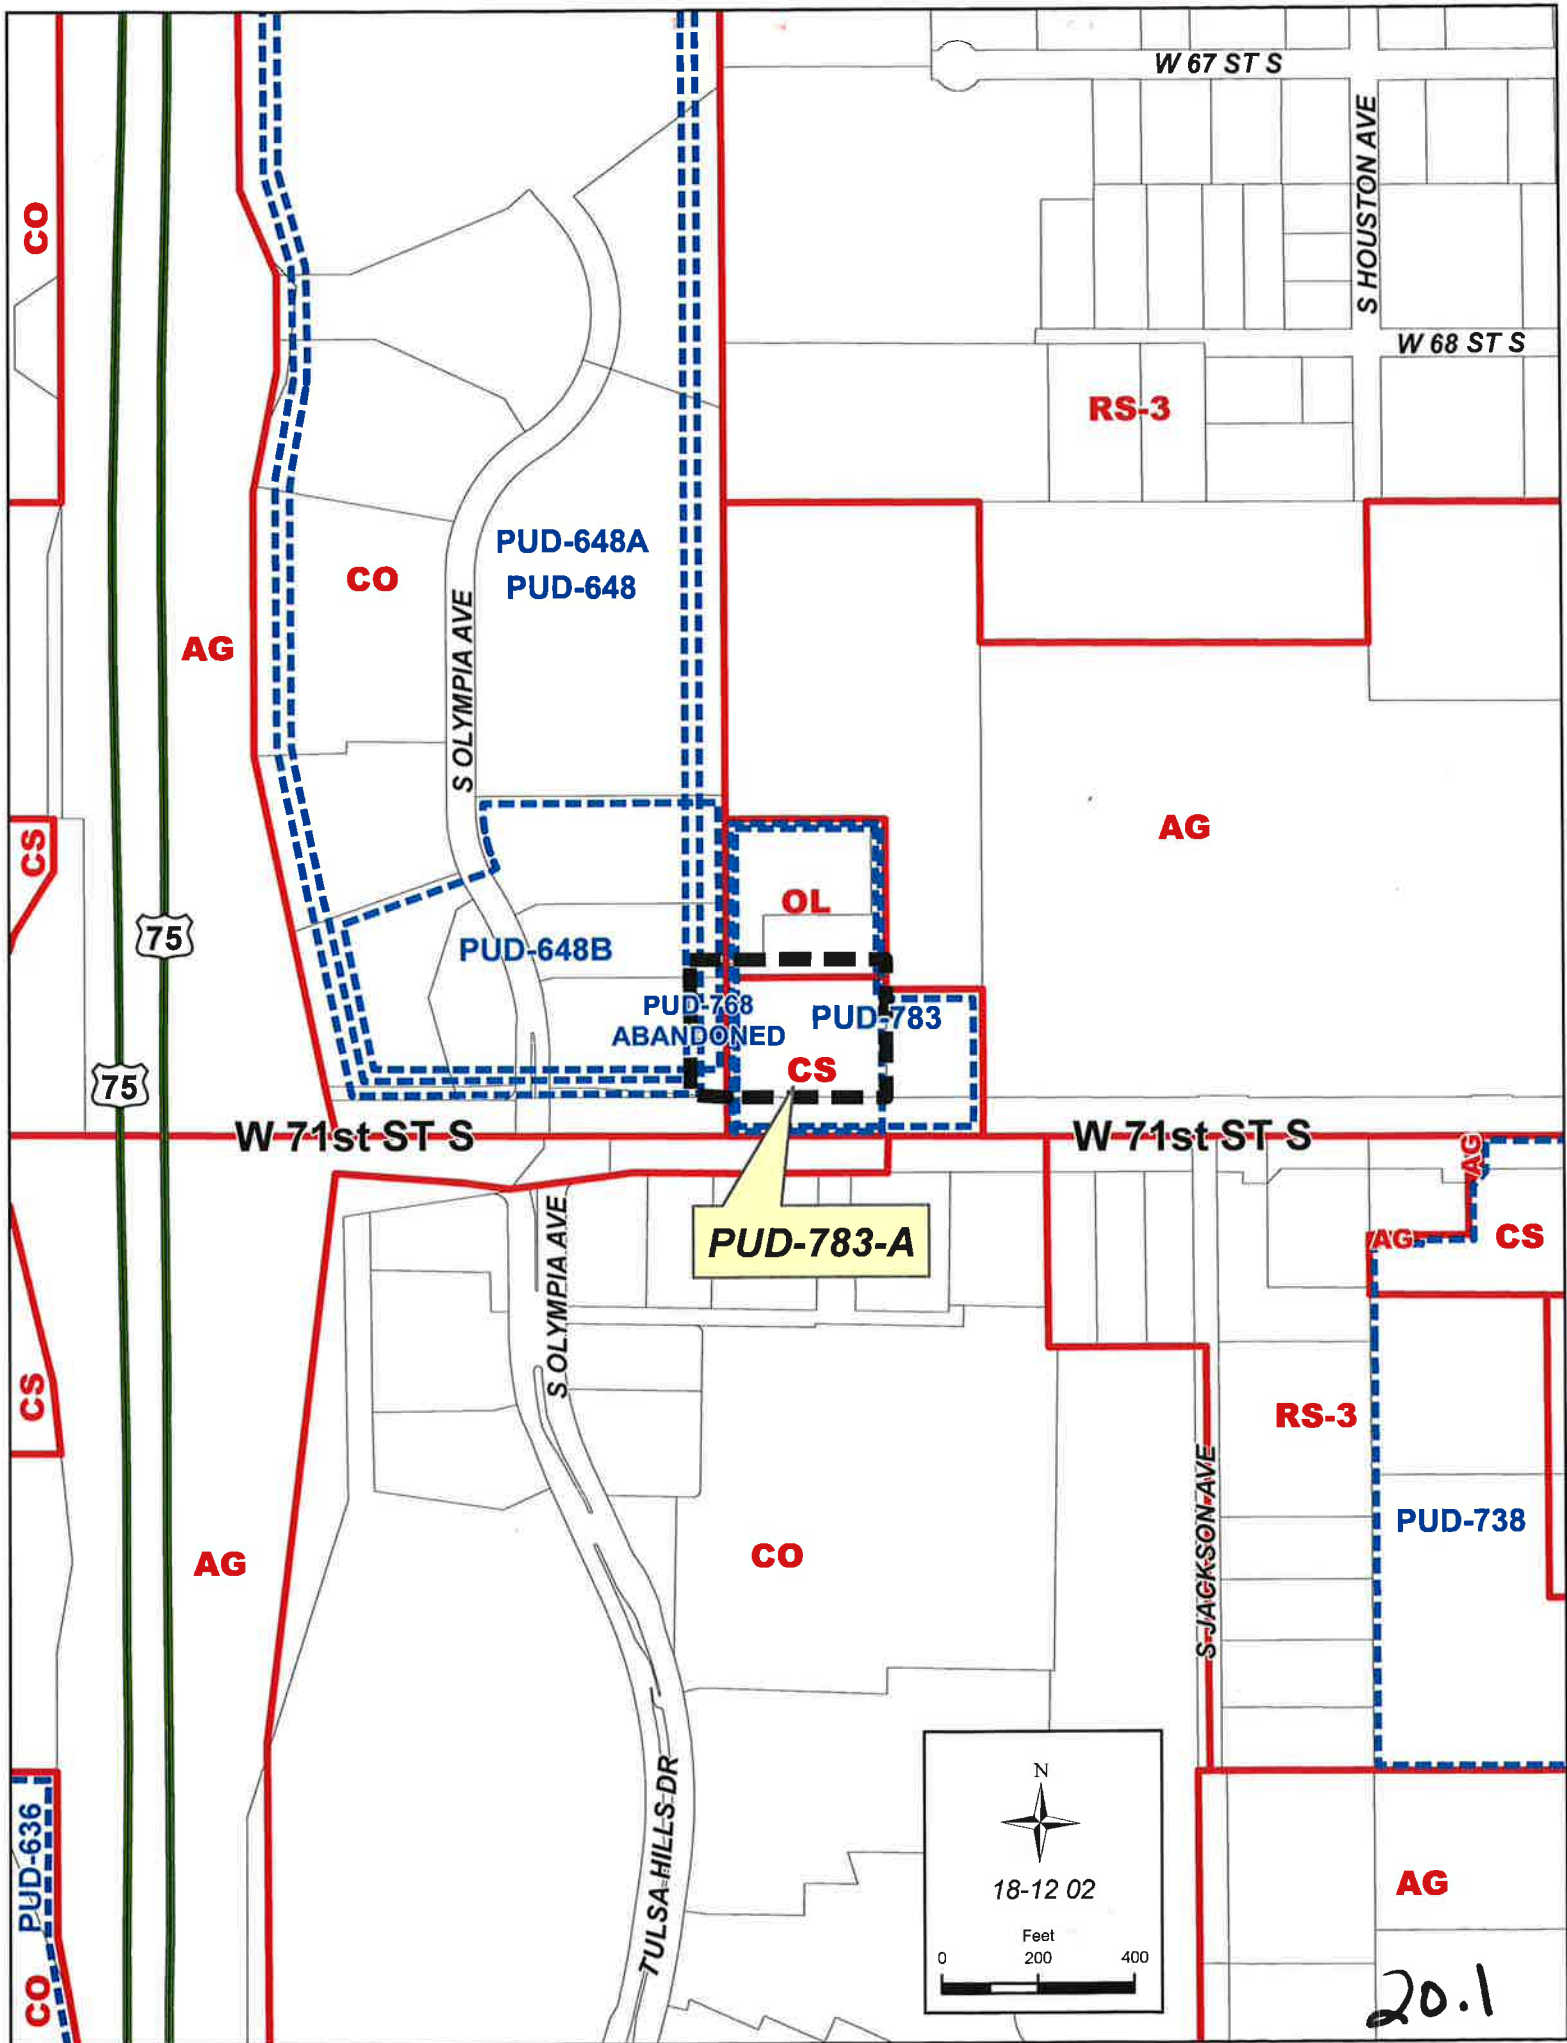 W 67 ST S
S HOUSTON AVE
CO
W 68 ST S
RS-3
PUD-648A
PUD-648
CO
AG
S OLYMPIA AVE
AG
CS
OL
75
PUD-648B
PUD-768
ABANDONED
PUD-783
CS
75
W 71st ST S
W 71st ST S
AG
AG
CS
PUD-783-A
S OLYMPIA AVE
CS
RS-3
S JACKSON AVE
PUD-738
CO
AG
TULSA HILLS DR
N
18-12 02
Feet
0 200 400
PUD-636
CO
AG
20.1